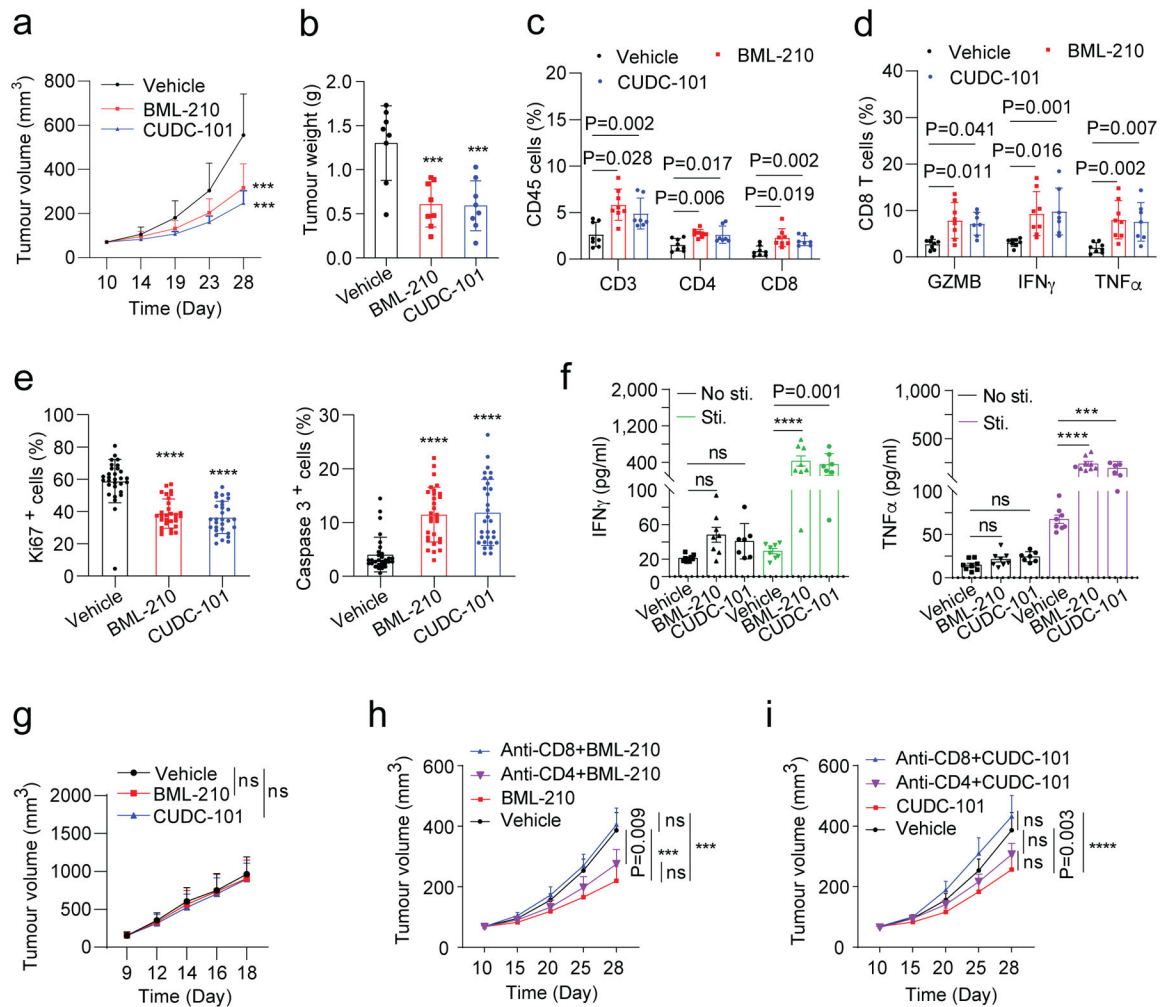 a
Tumour volume (mm3)
800
600
400
200
0
10 14 19 23 28
Time (Day)
Vehicle
BML-210
CUDC-101
***
***
b
Tumour weight (g)
2.0
1.5
1.0
0.5
0.0
***
***
Vehicle
BML-210
CUDC-101
c
Vehicle
BML-210
CUDC-101
CD45 cells (%)
20
15
10
5
0
P=0.002
P=0.028
P=0.017
P=0.006
P=0.002
P=0.019
CD3 CD4 CD8
d
Vehicle
BML-210
CUDC-101
CD8 T cells (%)
40
30
20
10
0
P=0.041
P=0.011
P=0.001
P=0.016
P=0.007
P=0.002
GZMB IFNγ TNFα
e
Ki67 + cells (%)
100
80
60
40
20
0
****
****
Vehicle
BML-210
CUDC-101
Caspase 3 + cells (%)
30
20
10
0
****
****
Vehicle
BML-210
CUDC-101
f
IFNγ (pg/ml)
2,000
1,200
400
100
80
60
40
20
0
No sti.
Sti.
P=0.001
****
ns
ns
Vehicle
BML-210
CUDC-101
Vehicle
BML-210
CUDC-101
TNFα (pg/ml)
1,000
500
250
100
50
0
No sti.
Sti.
***
****
ns
ns
Vehicle
BML-210
CUDC-101
Vehicle
BML-210
CUDC-101
g
Tumour volume (mm3)
2000
1500
1000
500
0
Vehicle
BML-210
CUDC-101
ns
ns
9 12 14 16 18
Time (Day)
h
Anti-CD8+BML-210
Anti-CD4+BML-210
BML-210
Vehicle
Tumour volume (mm3)
600
400
200
0
P=0.009
ns
***
ns
***
10 15 20 25 28
Time (Day)
i
Anti-CD8+CUDC-101
Anti-CD4+CUDC-101
CUDC-101
Vehicle
Tumour volume (mm3)
600
400
200
0
ns
ns
ns
P=0.003
****
10 15 20 25 28
Time (Day)